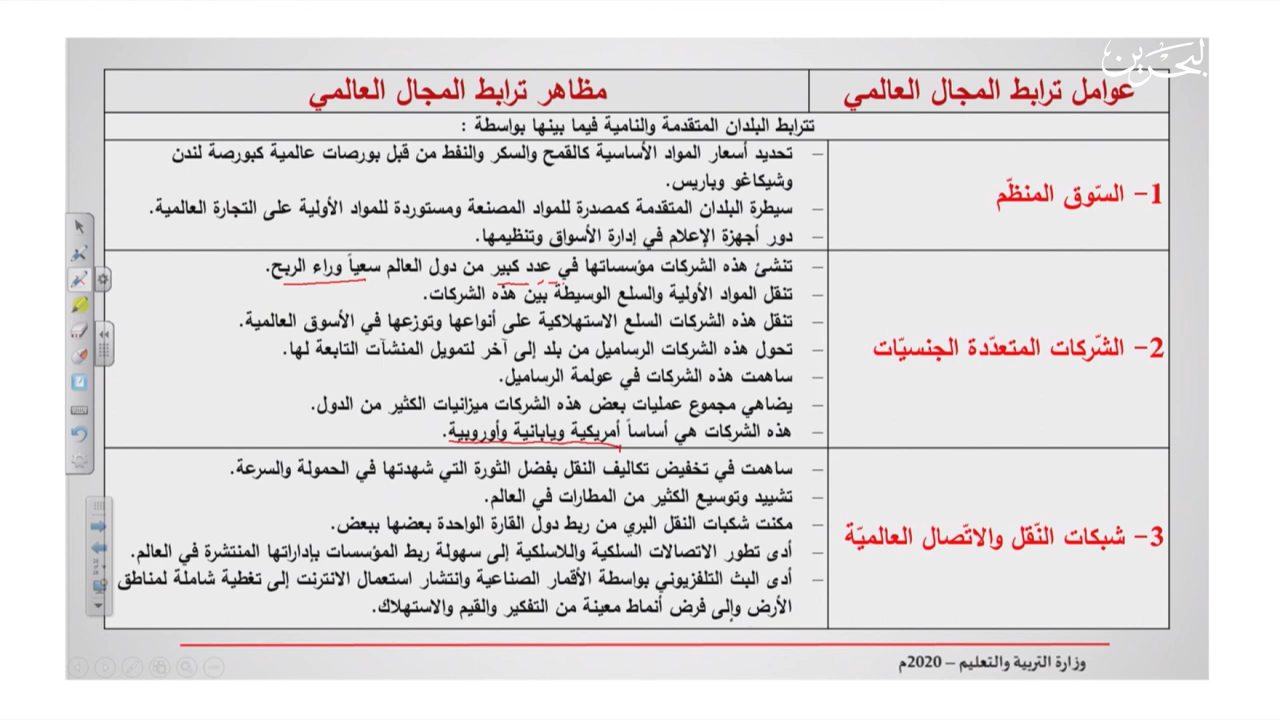 البحرين
عوامل ترابط المجال العالمي
مظاهر ترابط المجال العالمي
تترابط البلدان المتقدمة والنامية فيما بينها بواسطة :
1- السّوق المنظّم
– تحديد أسعار المواد الأساسية كالقمح والسكر والنفط من قبل بورصات عالمية كبورصة لندن
وشيكاغو وباريس.
– سيطرة البلدان المتقدمة كمصدرة للمواد المصنعة ومستوردة للمواد الأولية على التجارة العالمية.
– دور أجهزة الإعلام في إدارة الأسواق وتنظيمها.
2- الشّركات المتعدّدة الجنسيّات
– تنشئ هذه الشركات مؤسساتها في عدد كبير من دول العالم سعياً وراء الربح.
– تنقل المواد الأولية والسلع الوسيطة بين هذه الشركات.
– تنقل هذه الشركات السلع الاستهلاكية على أنواعها وتوزعها في الأسوق العالمية.
– تحول هذه الشركات الرساميل من بلد إلى آخر لتمويل المنشآت التابعة لها.
– ساهمت هذه الشركات في عولمة الرساميل.
– يضاهي مجموع عمليات بعض هذه الشركات ميزانيات الكثير من الدول.
– هذه الشركات هي أساساً أمريكية ويابانية وأوروبية.
3- شبكات النّقل والاتّصال العالميّة
– ساهمت في تخفيض تكاليف النقل بفضل الثورة التي شهدتها في الحمولة والسرعة.
– تشييد وتوسيع الكثير من المطارات في العالم.
– مكنت شكبات النقل البري من ربط دول القارة الواحدة بعضها ببعض.
– أدى تطور الاتصالات السلكية واللاسلكية إلى سهولة ربط المؤسسات بإداراتها المنتشرة في العالم.
– أدى البث التلفزيوني بواسطة الأقمار الصناعية وانتشار استعمال الانترنت إلى تغطية شاملة لمناطق
الأرض وإلى فرض أنماط معينة من التفكير والقيم والاستهلاك.
وزارة التربية والتعليم – 2020م